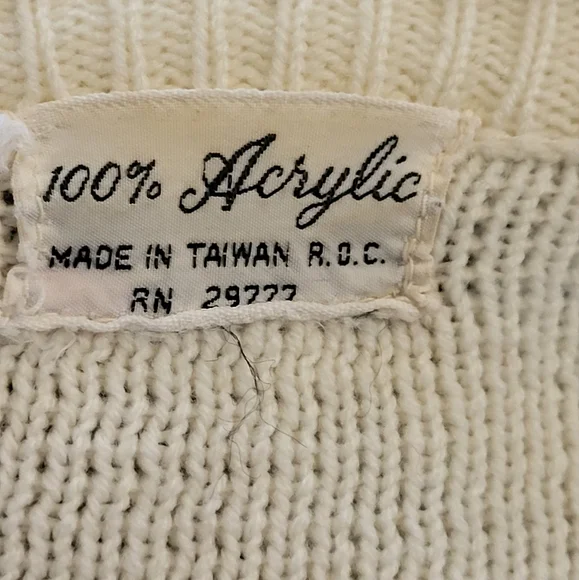 100% Acrylic
MADE IN TAIWAN R.O.C.
RN 29777